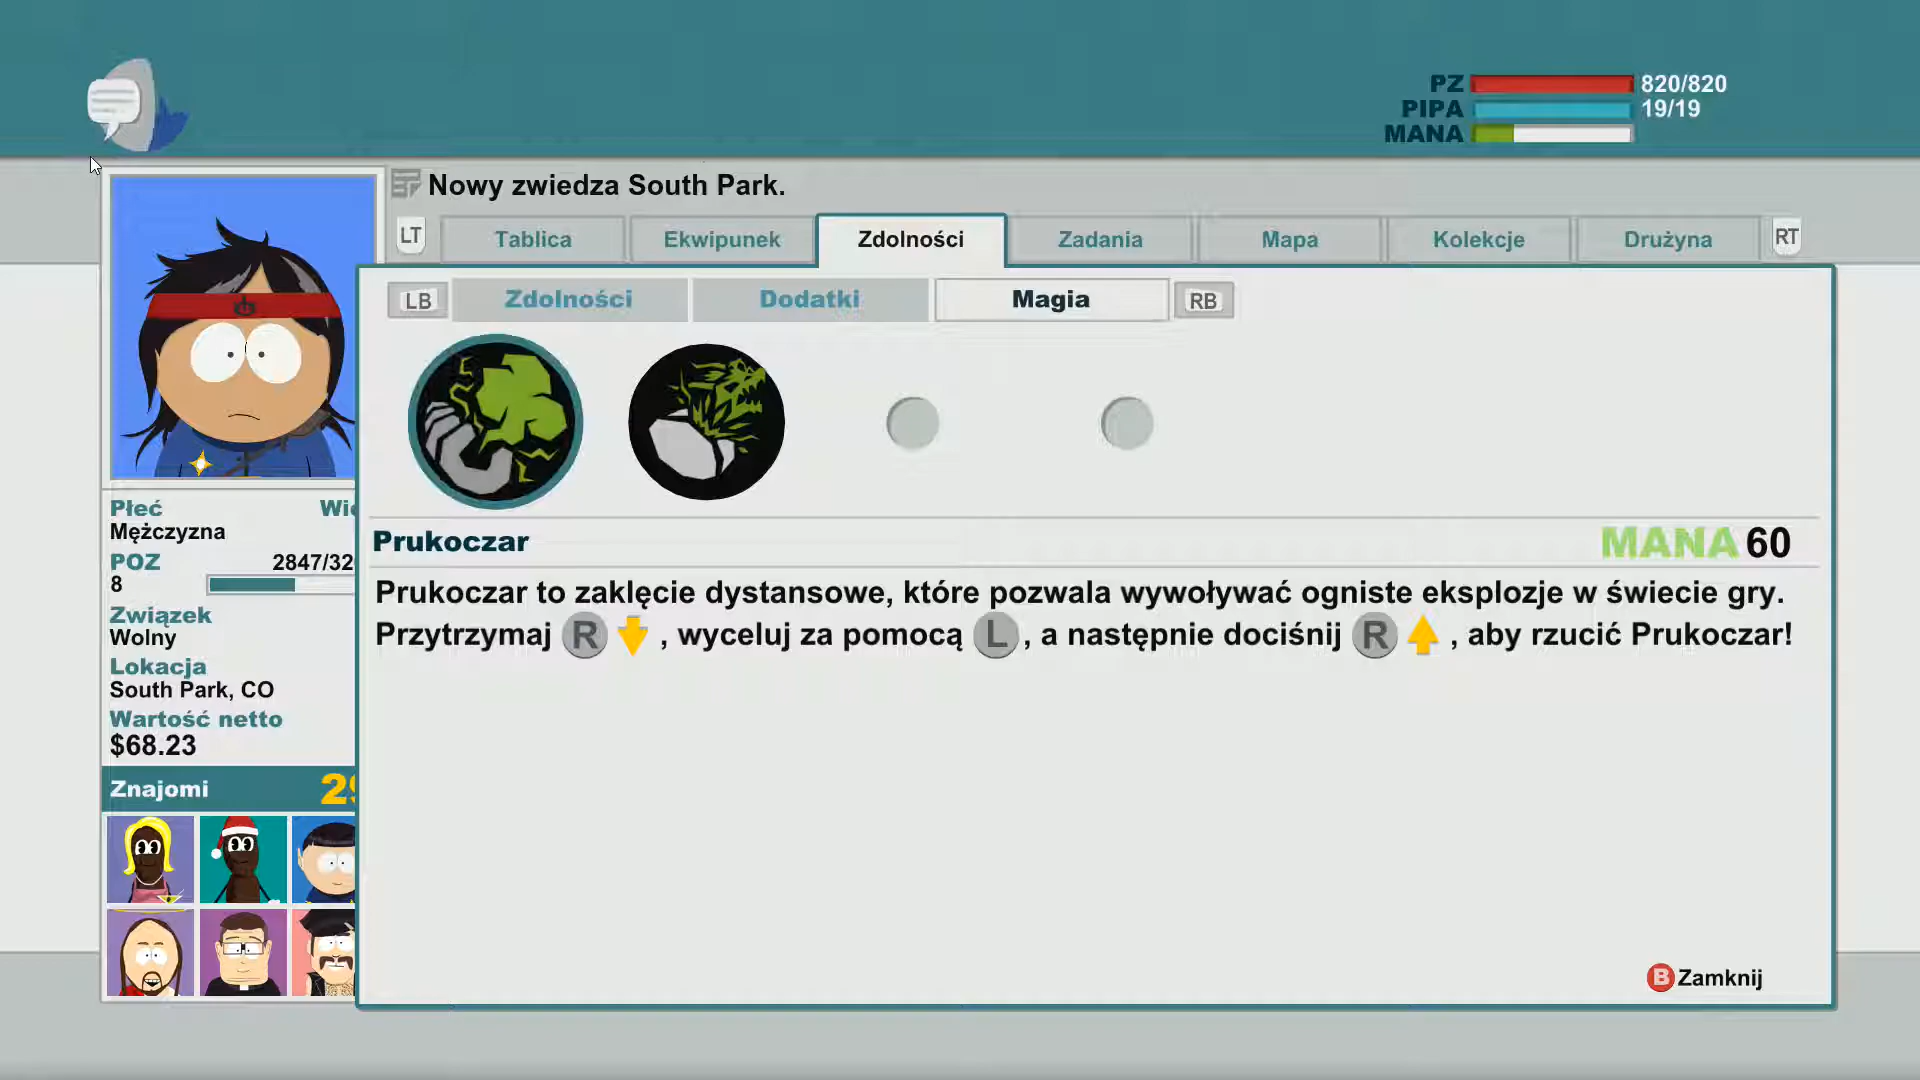 PZ 820/820
PIPA 19/19
MANA
Nowy zwiedza South Park.
LT Tablica Ekwipunek Zdolności Zadania Mapa Kolekcje Drużyna RT
LB Zdolności Dodatki Magia RB
Prukoczar MANA 60
Prukoczar to zaklęcie dystansowe, które pozwala wywoływać ogniste eksplozje w świecie gry.
Przytrzymaj R , wyceluj za pomocą L , a następnie dociśnij R , aby rzucić Prukoczar!
Płeć
Mężczyzna
POZ 2847/32
8
Związek
Wolny
Lokacja
South Park, CO
Wartość netto
$68.23
Znajomi
B Zamknij